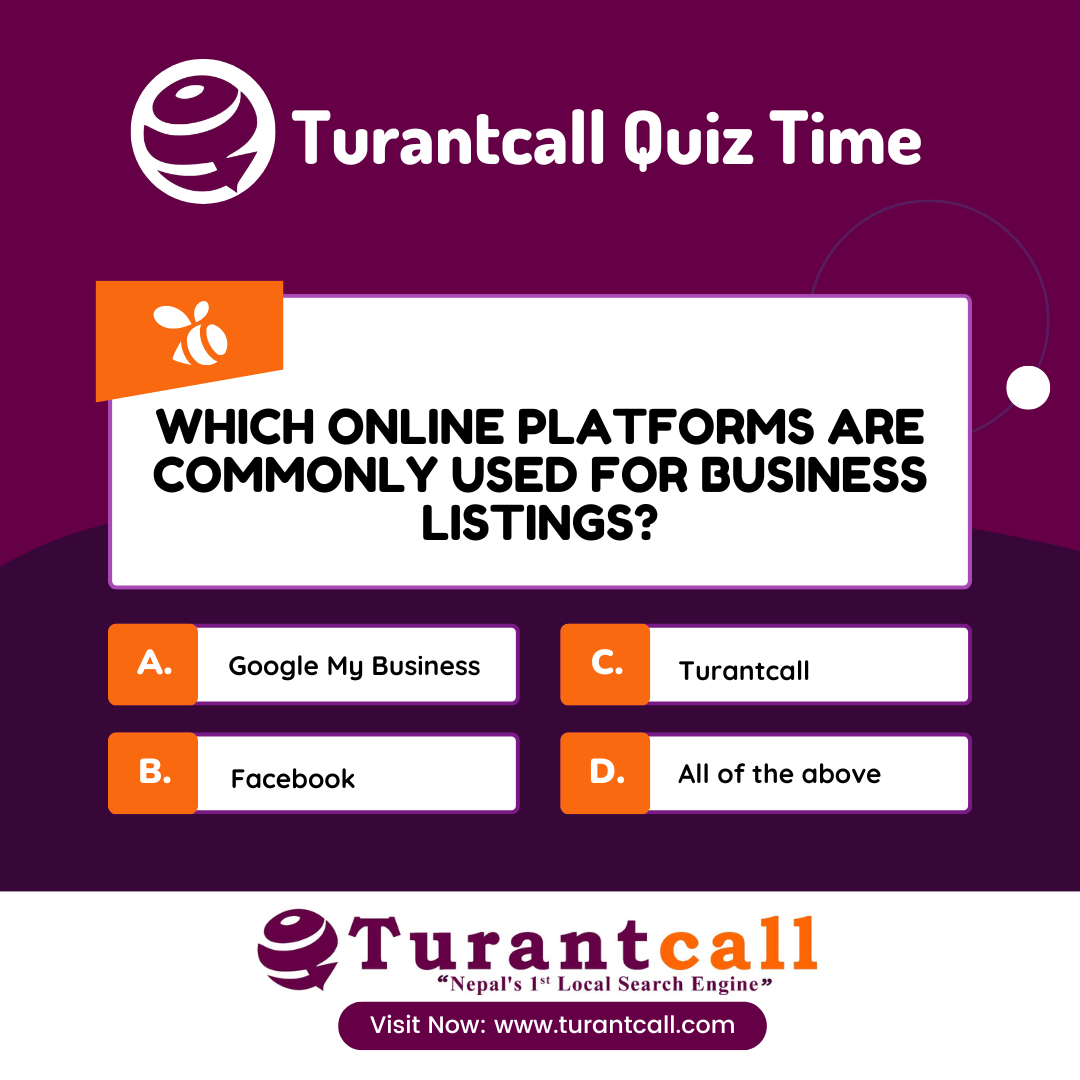 Turantcall Quiz Time
WHICH ONLINE PLATFORMS ARE
COMMONLY USED FOR BUSINESS
LISTINGS?
A. Google My Business
B. Facebook
C. Turantcall
D. All of the above
Turantcall
“Nepal's 1st Local Search Engine”
Visit Now: www.turantcall.com